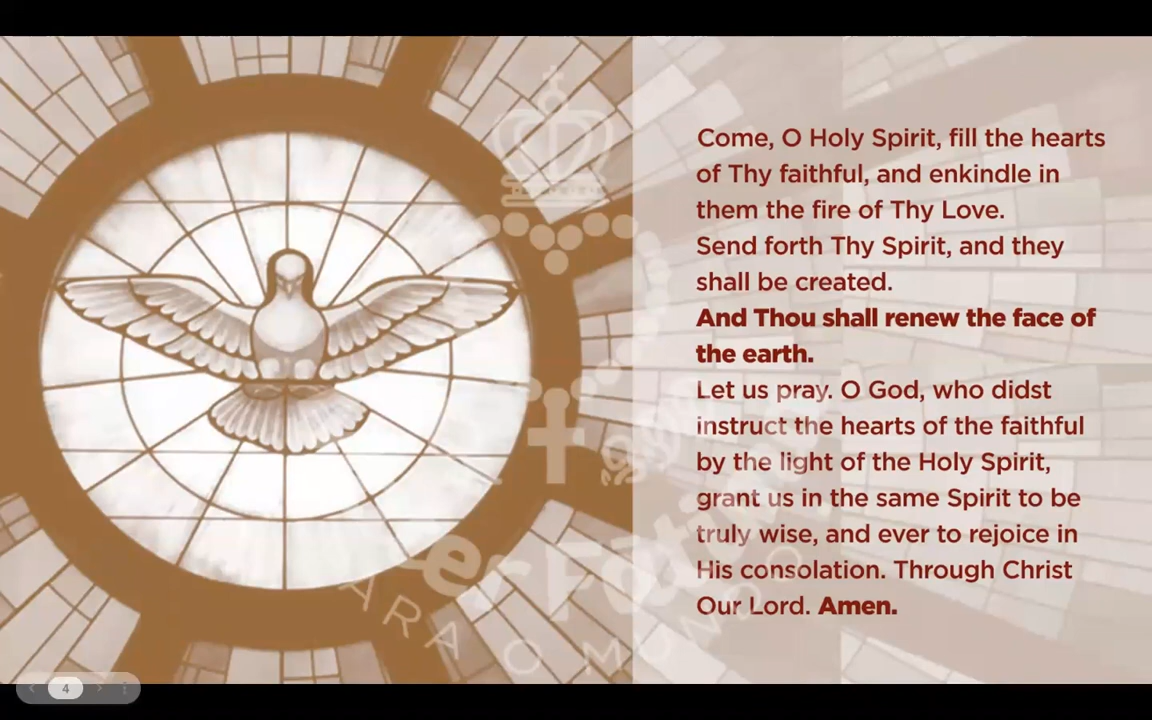 Come, O Holy Spirit, fill the hearts
of Thy faithful, and enkindle in
them the fire of Thy Love.
Send forth Thy Spirit, and they
shall be created.
And Thou shall renew the face of
the earth.
Let us pray. O God, who didst
instruct the hearts of the faithful
by the light of the Holy Spirit,
grant us in the same Spirit to be
truly wise, and ever to rejoice in
His consolation. Through Christ
Our Lord. Amen.
ARA O MUNDO
4